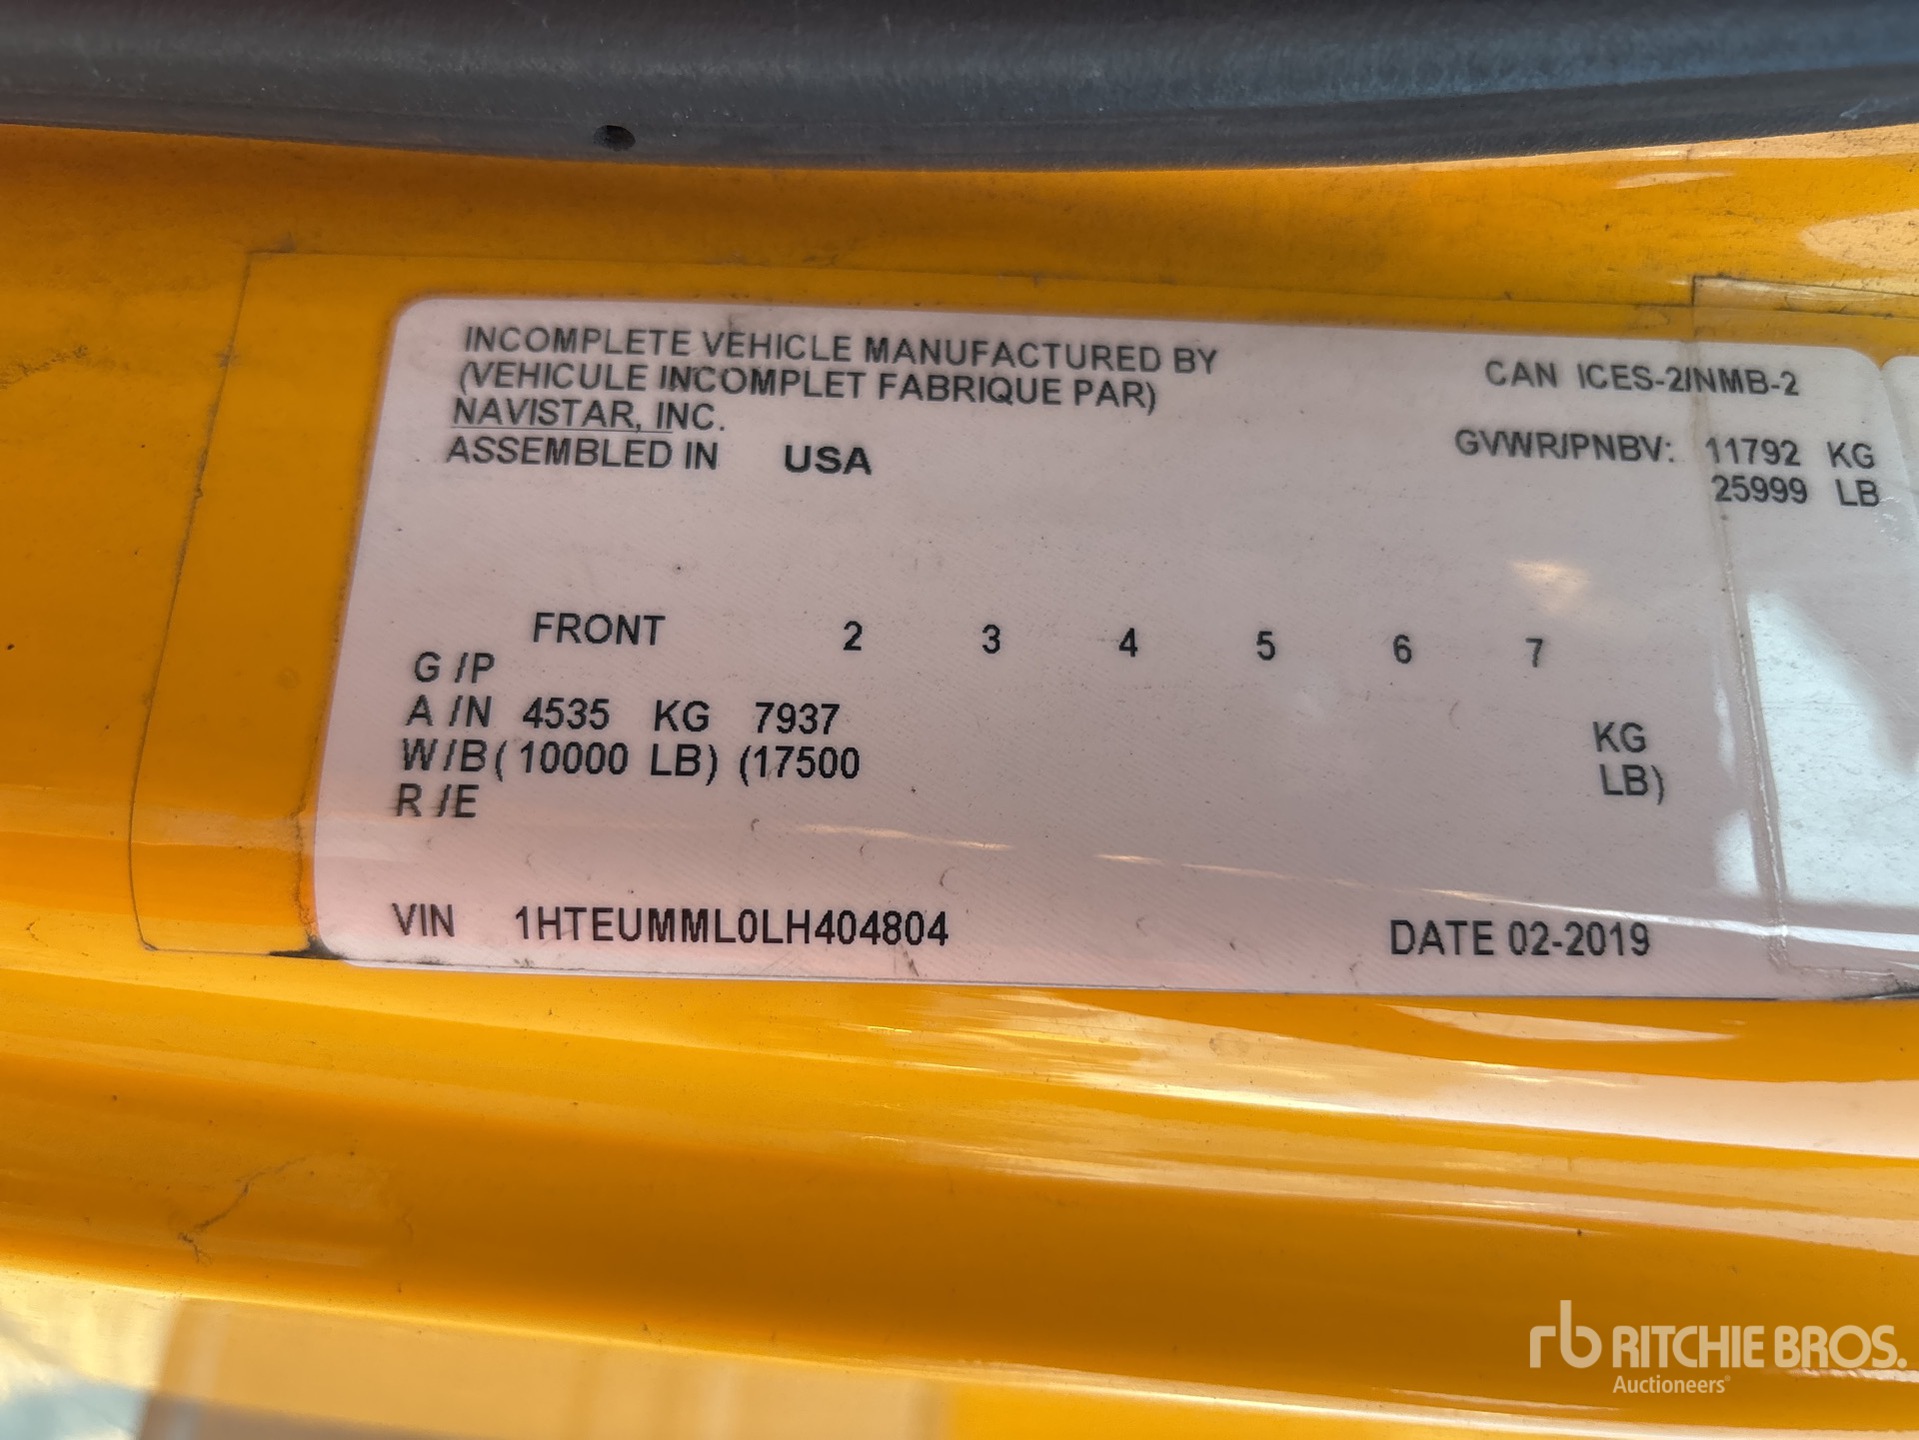 INCOMPLETE VEHICLE MANUFACTURED BY
(VEHICULE INCOMPLET FABRIQUE PAR)
NAVISTAR, INC.
ASSEMBLED IN USA
CAN ICES-2/NMB-2
GVWR/PNBV: 11792 KG
25999 LB
FRONT 2 3 4 5 6 7
G /P
A /N 4535 KG 7937 KG
W/B (10000 LB) (17500 LB)
R /E
VIN 1HTEUMML0LH404804 DATE 02-2019
rb RITCHIE BROS.
Auctioneers